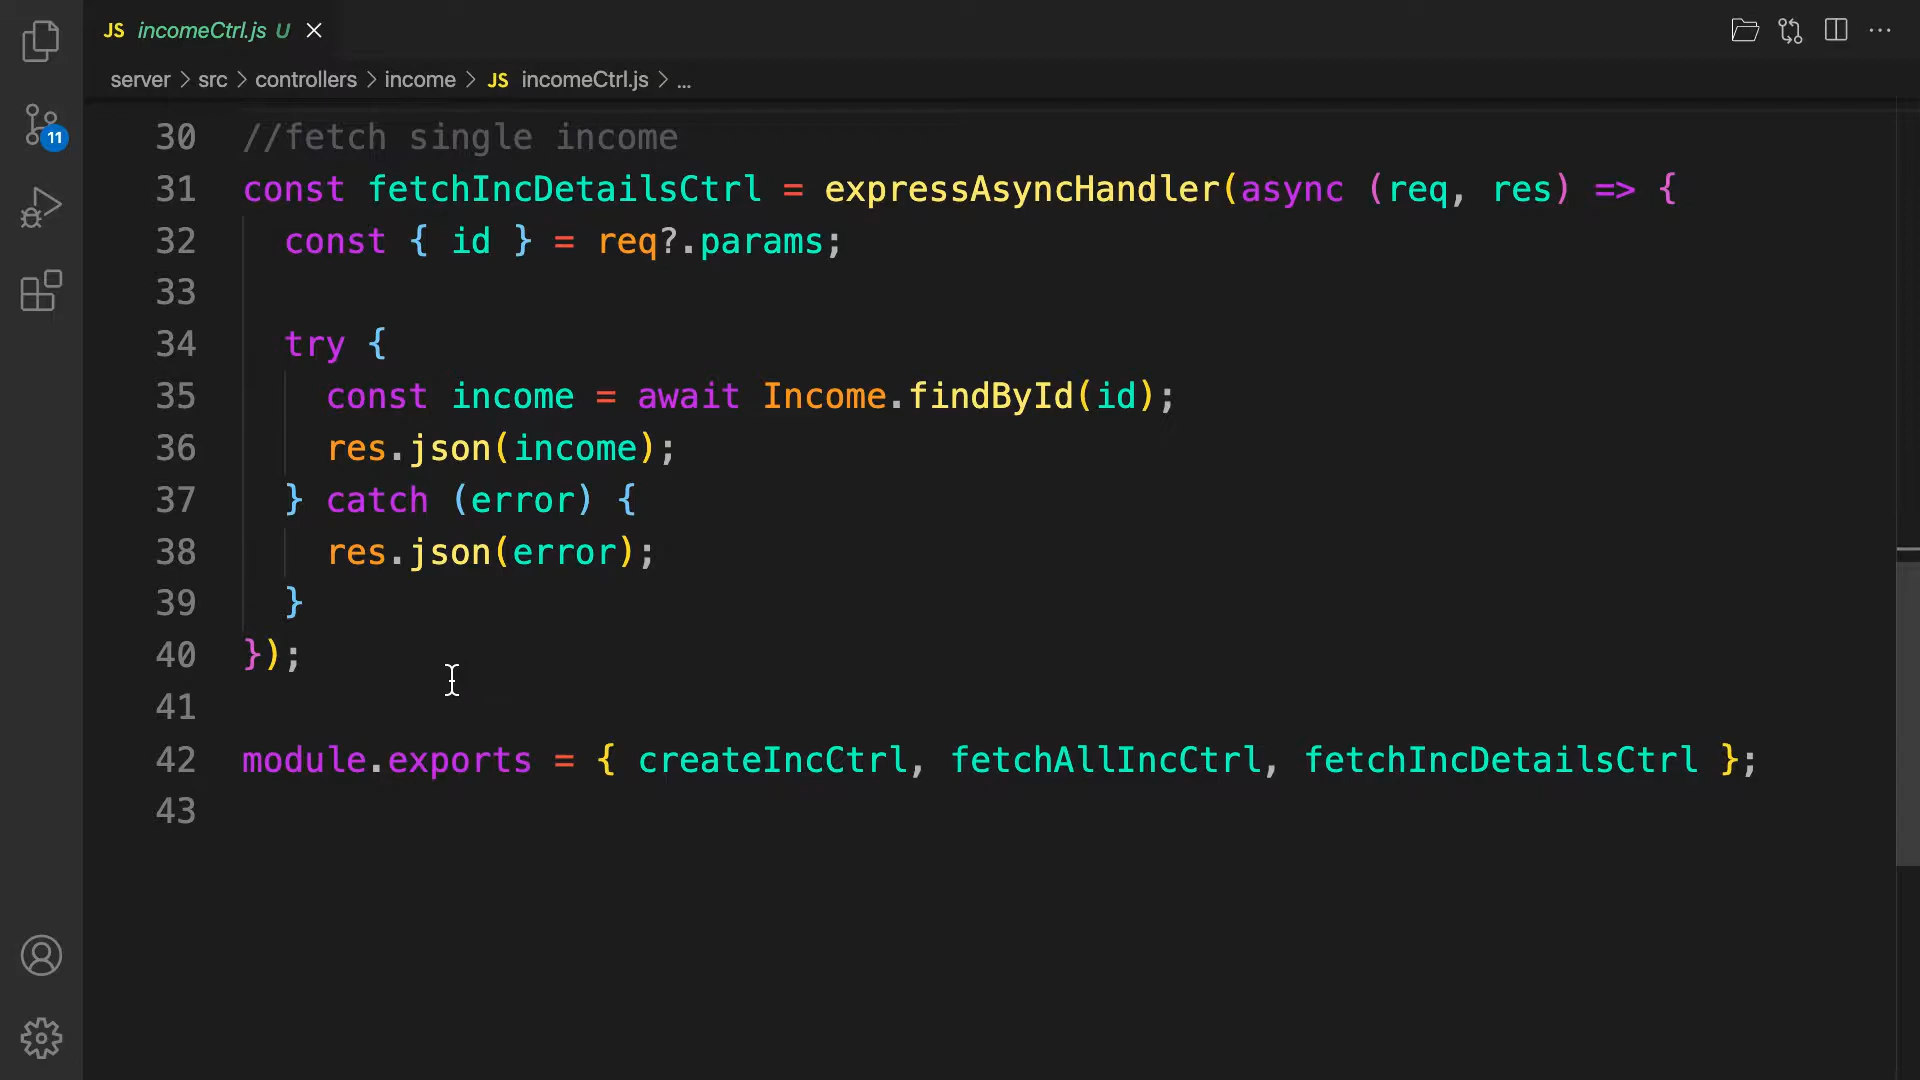 JS incomeCtrl.js U
server > src > controllers > income > JS incomeCtrl.js > ...
11
30 //fetch single income
31 const fetchIncDetailsCtrl = expressAsyncHandler(async (req, res) => {
32 const { id } = req?.params;
33
34 try {
35 const income = await Income.findById(id);
36 res.json(income);
37 } catch (error) {
38 res.json(error);
39 }
40 });
41
42 module.exports = { createIncCtrl, fetchAllIncCtrl, fetchIncDetailsCtrl };
43